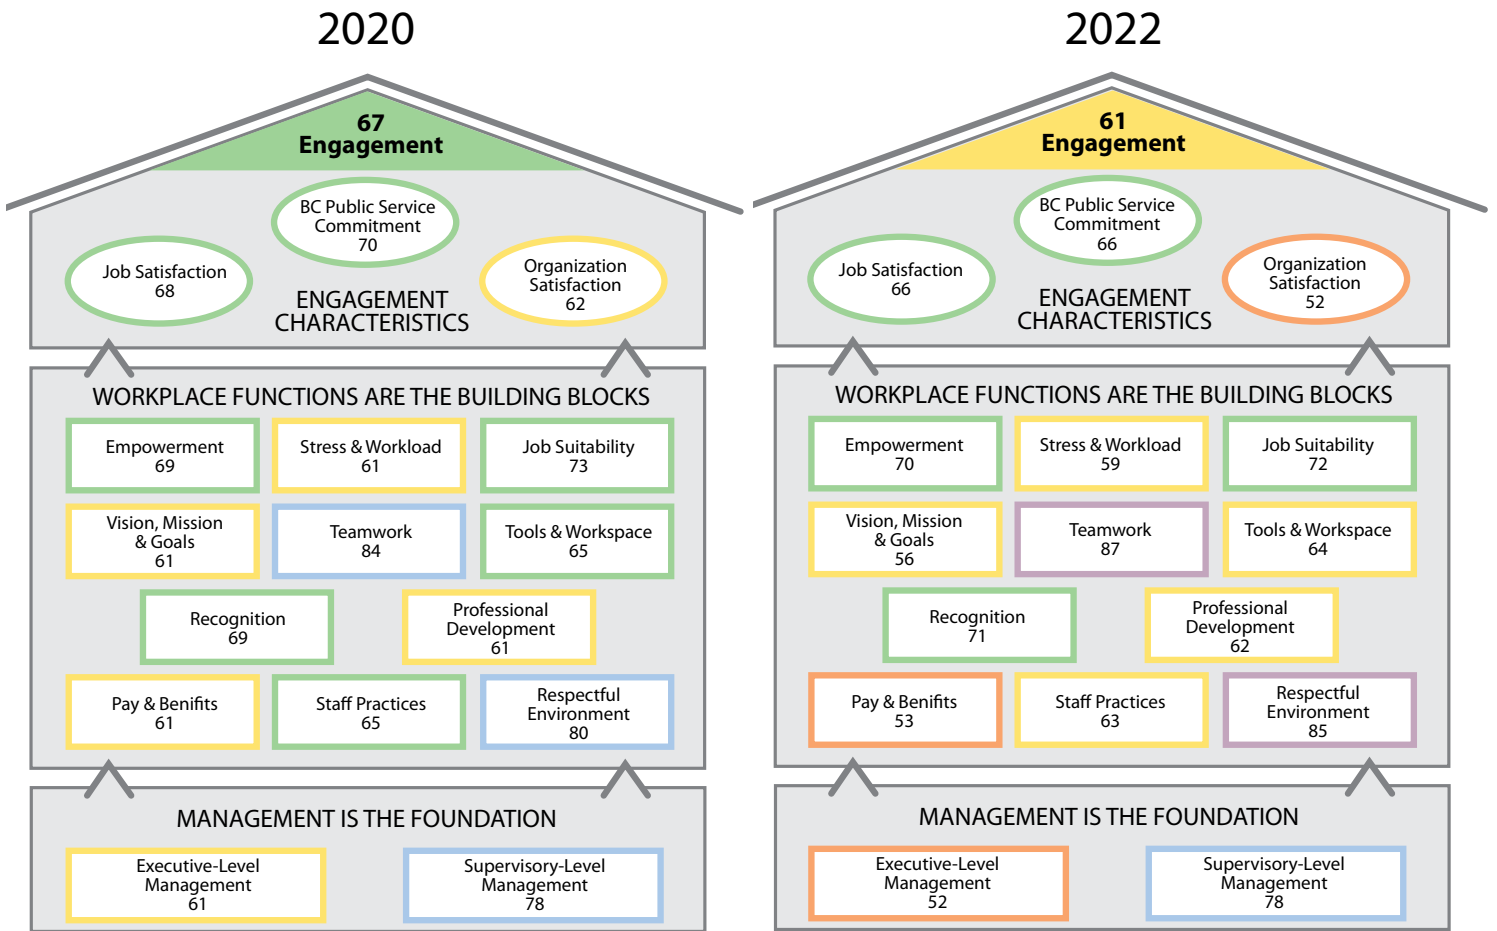 2020
67
Engagement
BC Public Service
Commitment
70
Job Satisfaction
68
Organization
Satisfaction
62
ENGAGEMENT
CHARACTERISTICS
WORKPLACE FUNCTIONS ARE THE BUILDING BLOCKS
Empowerment
69
Stress & Workload
61
Job Suitability
73
Vision, Mission
& Goals
61
Teamwork
84
Tools & Workspace
65
Recognition
69
Professional
Development
61
Pay & Benifits
61
Staff Practices
65
Respectful
Environment
80
MANAGEMENT IS THE FOUNDATION
Executive-Level
Management
61
Supervisory-Level
Management
78
2022
61
Engagement
BC Public Service
Commitment
66
Job Satisfaction
66
Organization
Satisfaction
52
ENGAGEMENT
CHARACTERISTICS
WORKPLACE FUNCTIONS ARE THE BUILDING BLOCKS
Empowerment
70
Stress & Workload
59
Job Suitability
72
Vision, Mission
& Goals
56
Teamwork
87
Tools & Workspace
64
Recognition
71
Professional
Development
62
Pay & Benifits
53
Staff Practices
63
Respectful
Environment
85
MANAGEMENT IS THE FOUNDATION
Executive-Level
Management
52
Supervisory-Level
Management
78